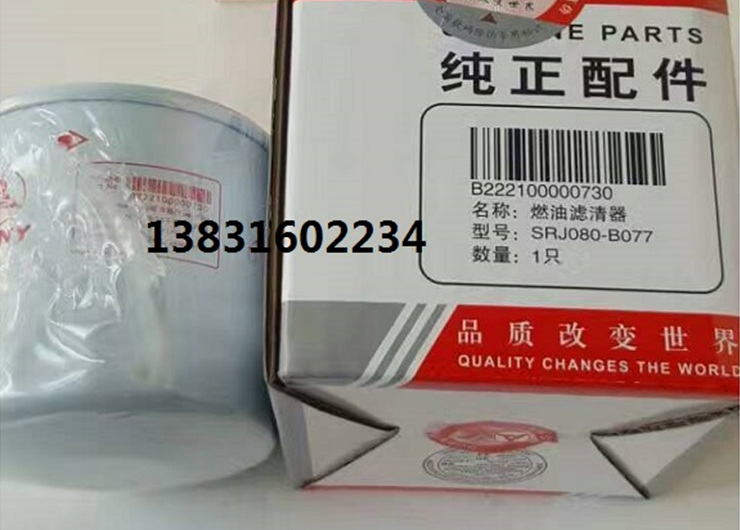 GENUINE PARTS
纯正配件
B222100000730
名称：燃油滤清器
型号：SRJ080-B077
数量：1只
13831602234
品质改变世界
QUALITY CHANGES THE WORLD